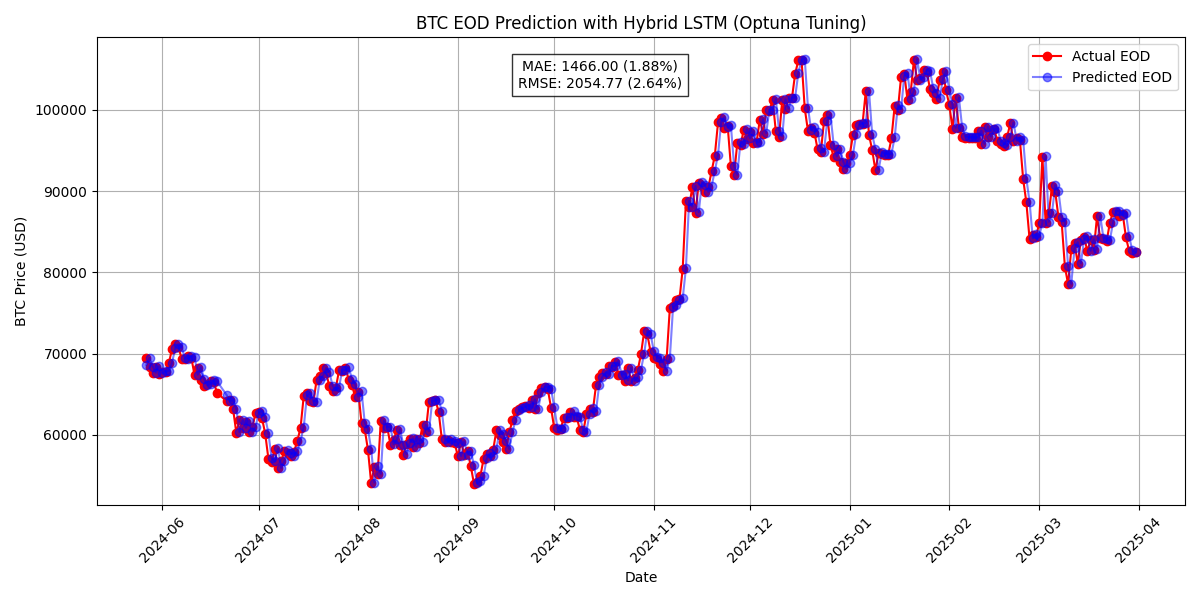 BTC EOD Prediction with Hybrid LSTM (Optuna Tuning)
MAE: 1466.00 (1.88%)
RMSE: 2054.77 (2.64%)
Actual EOD
Predicted EOD
BTC Price (USD)
100000
90000
80000
70000
60000
2024-06
2024-07
2024-08
2024-09
2024-10
2024-11
2024-12
2025-01
2025-02
2025-03
2025-04
Date